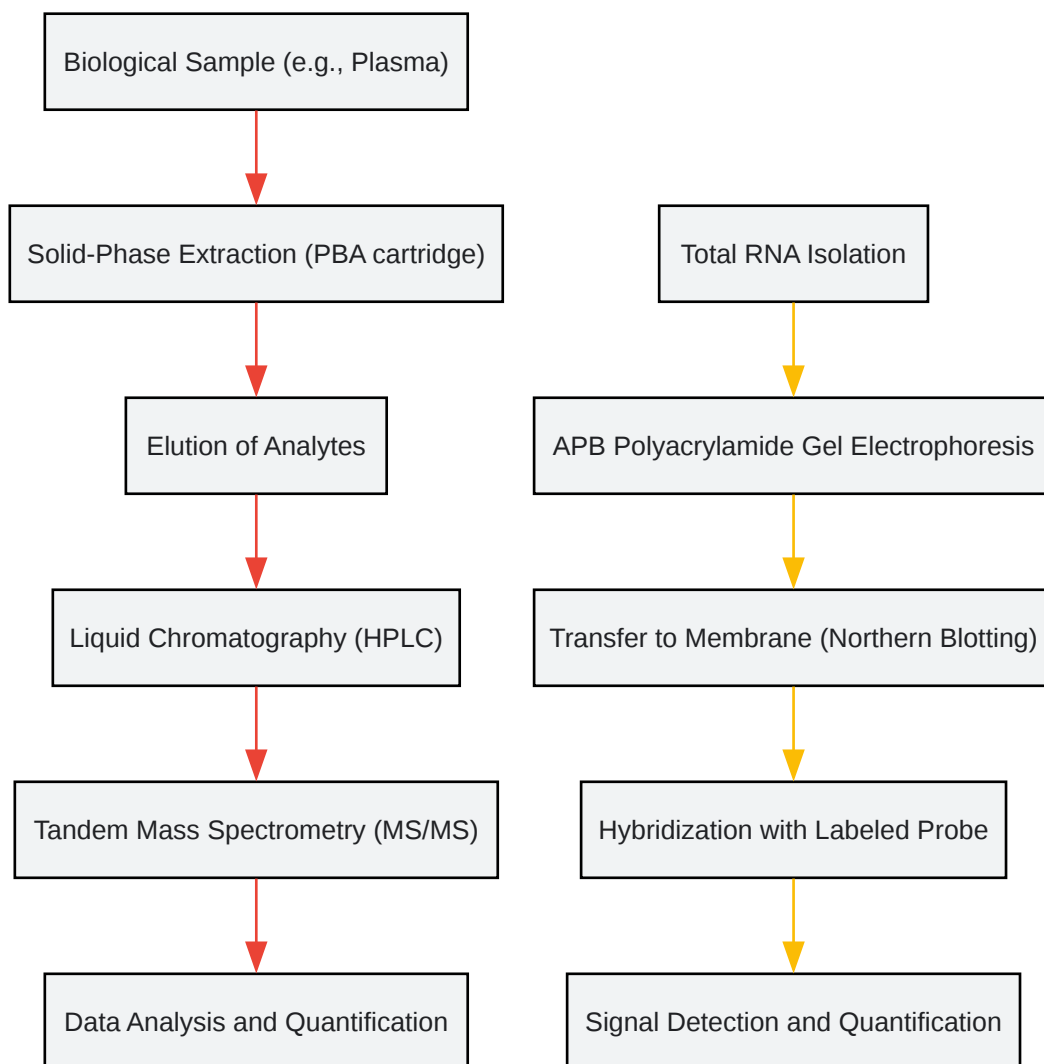 Biological Sample (e.g., Plasma)
Solid-Phase Extraction (PBA cartridge)
Elution of Analytes
Liquid Chromatography (HPLC)
Tandem Mass Spectrometry (MS/MS)
Data Analysis and Quantification
Total RNA Isolation
APB Polyacrylamide Gel Electrophoresis
Transfer to Membrane (Northern Blotting)
Hybridization with Labeled Probe
Signal Detection and Quantification